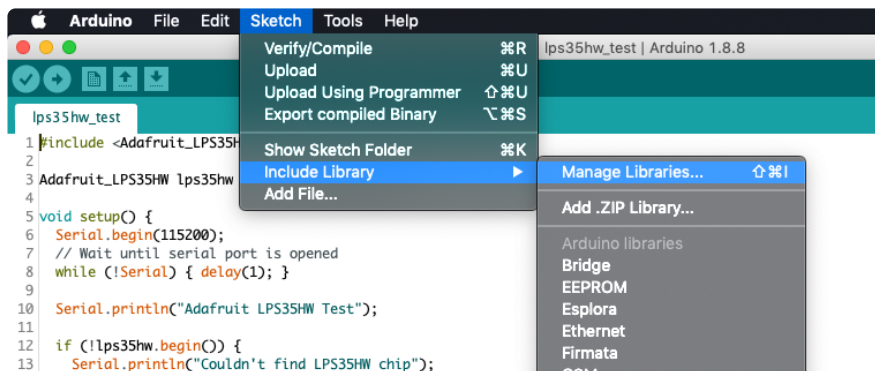 Arduino File Edit Sketch Tools Help
lps35hw_test | Arduino 1.8.8
Verify/Compile ⌘R
Upload ⌘U
Upload Using Programmer ⇧⌘U
Export compiled Binary ⌥⌘S
Show Sketch Folder ⌘K
Include Library ▶
Add File...
Manage Libraries... ⇧⌘I
Add .ZIP Library...
Arduino libraries
Bridge
EEPROM
Esplora
Ethernet
Firmata
lps35hw_test
1 #include <Adafruit_LPS35H
2
3 Adafruit_LPS35HW lps35hw
4
5 void setup() {
6 Serial.begin(115200);
7 // Wait until serial port is opened
8 while (!Serial) { delay(1); }
9
10 Serial.println("Adafruit LPS35HW Test");
11
12 if (!lps35hw.begin()) {
13 Serial.println("Couldn't find LPS35HW chip");